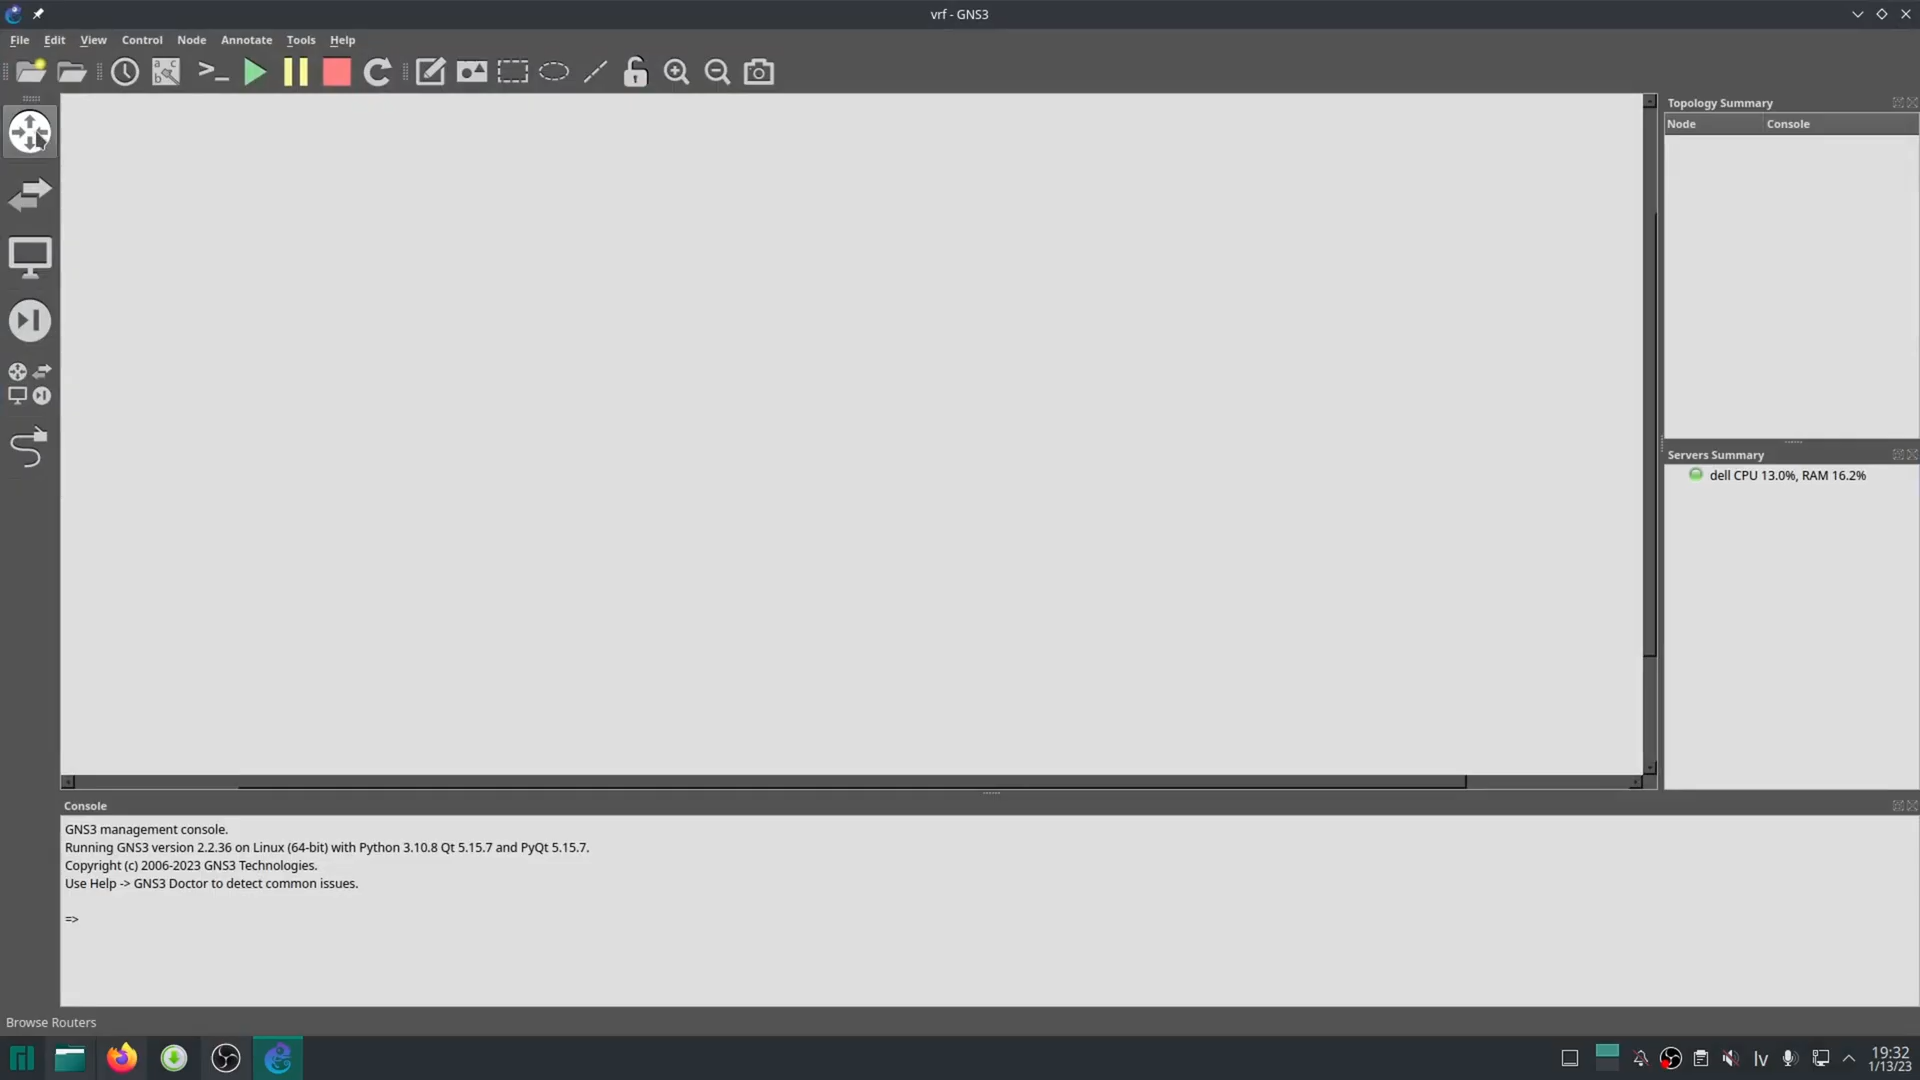 vrf - GNS3
File Edit View Control Node Annotate Tools Help
Topology Summary
Node Console
Servers Summary
dell CPU 13.0%, RAM 16.2%
Console
GNS3 management console.
Running GNS3 version 2.2.36 on Linux (64-bit) with Python 3.10.8 Qt 5.15.7 and PyQt 5.15.7.
Copyright (c) 2006-2023 GNS3 Technologies.
Use Help -> GNS3 Doctor to detect common issues.
=>
Browse Routers
lv
19:32
1/13/23